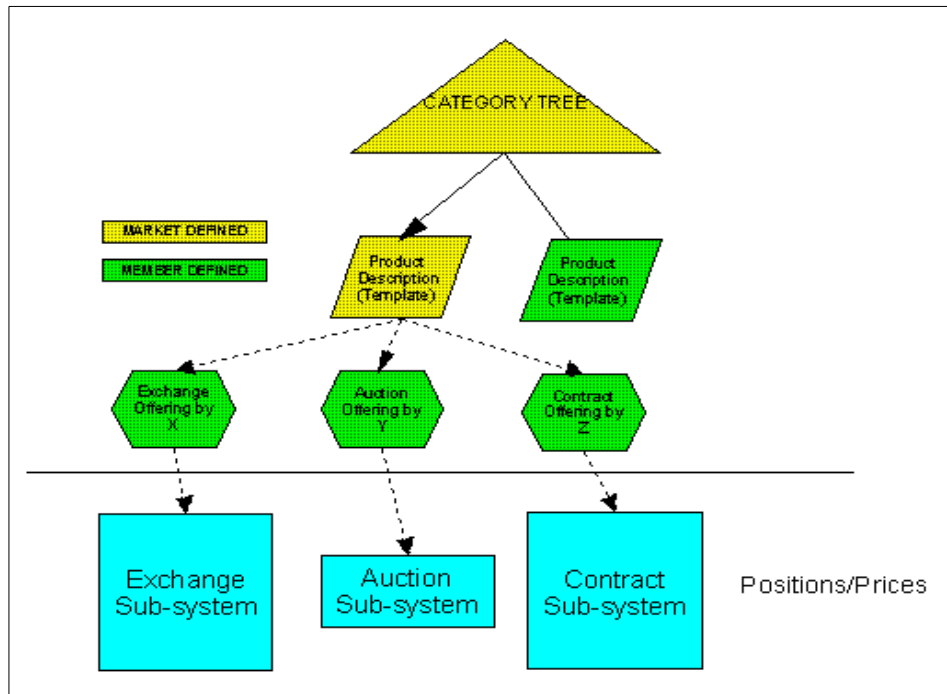 CATEGORY TREE
MARKET DEFINED
MEMBER DEFINED
Product
Description
(Template)
Product
Description
(Template)
Exchange
Offering by
X
Auction
Offering by
Y
Contract
Offering by
Z
Exchange
Sub-system
Auction
Sub-system
Contract
Sub-system
Positions/Prices